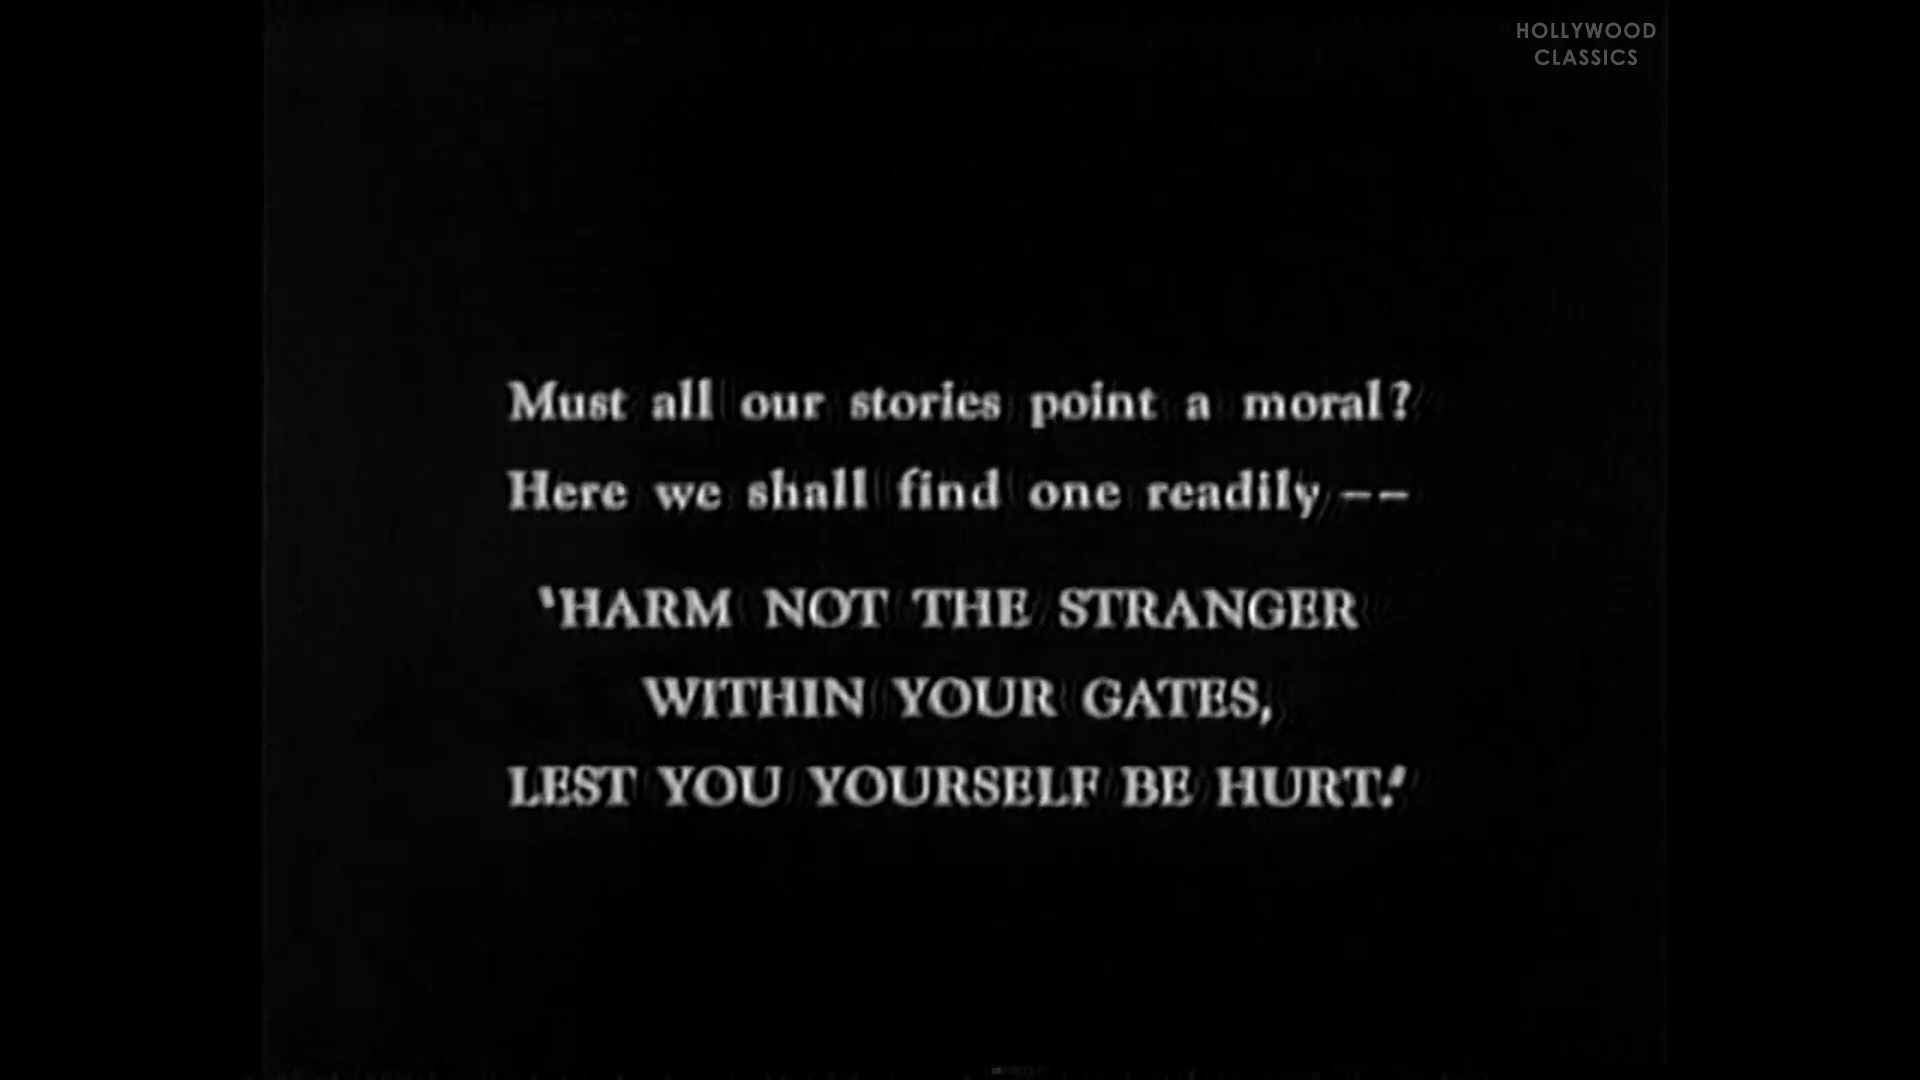 HOLLYWOOD
CLASSICS
Must all our stories point a moral?
Here we shall find one readily --
'HARM NOT THE STRANGER
WITHIN YOUR GATES,
LEST YOU YOURSELF BE HURT.'